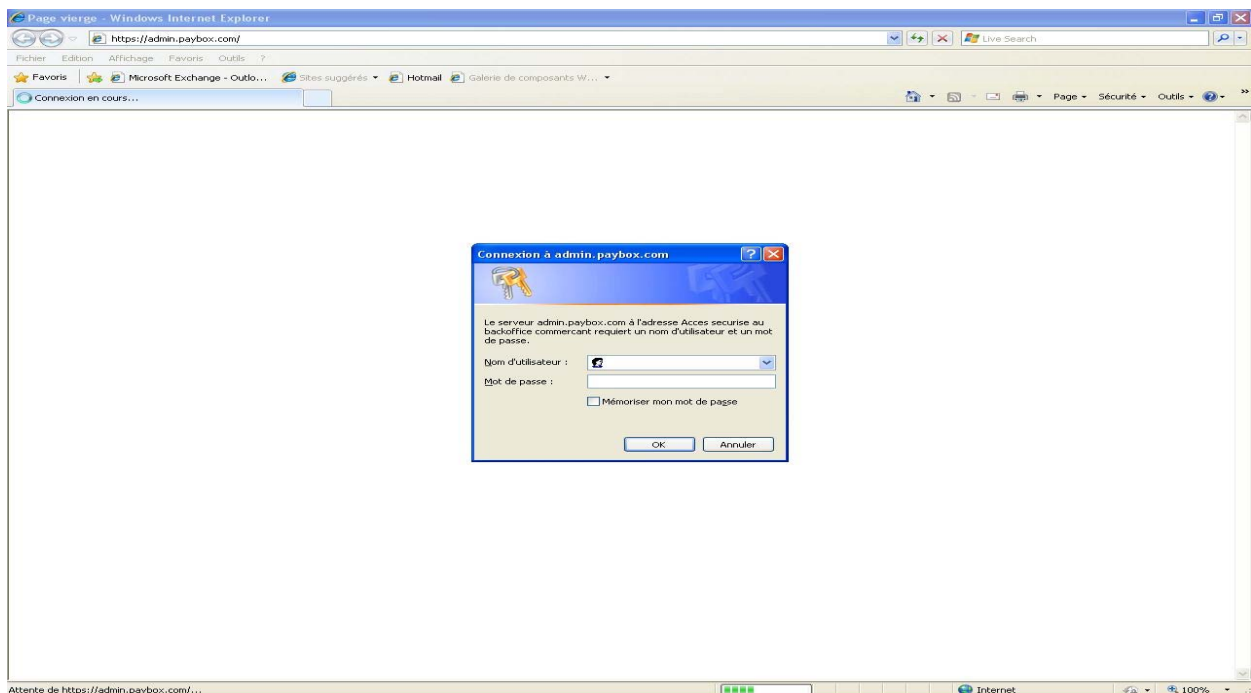 Page vierge - Windows Internet Explorer
https://admin.paybox.com/
Live Search
Fichier Edition Affichage Favoris Outils ?
Favoris Microsoft Exchange - Outlo... Sites suggérés Hotmail Galerie de composants W...
Connexion en cours... Page Sécurité Outils
Connexion à admin.paybox.com
Le serveur admin.paybox.com à l'adresse Acces securise au
backoffice commercant requiert un nom d'utilisateur et un mot
de passe.
Nom d'utilisateur :
Mot de passe :
Mémoriser mon mot de passe
OK Annuler
Attente de https://admin.paybox.com/... Internet 100%